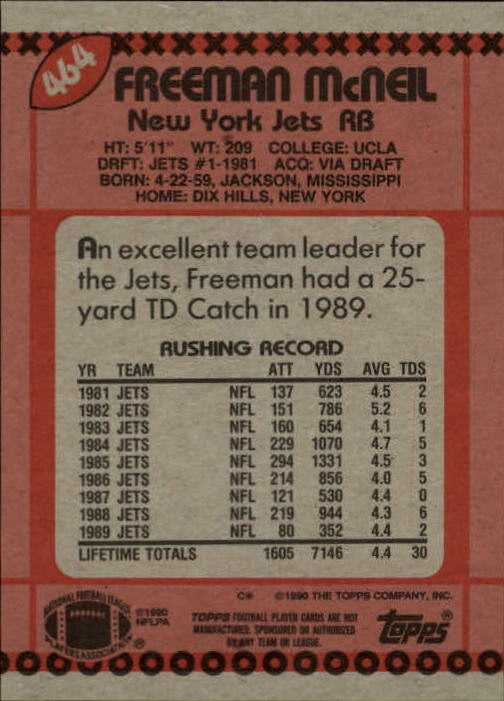 464
FREEMAN McNEIL
New York Jets RB
HT: 5'11" WT: 209 COLLEGE: UCLA
DRFT: JETS #1-1981 ACQ: VIA DRAFT
BORN: 4-22-59, JACKSON, MISSISSIPPI
HOME: DIX HILLS, NEW YORK
An excellent team leader for
the Jets, Freeman had a 25-
yard TD Catch in 1989.
RUSHING RECORD
YR TEAM ATT YDS AVG TDS
1981 JETS NFL 137 623 4.5 2
1982 JETS NFL 151 786 5.2 6
1983 JETS NFL 160 654 4.1 1
1984 JETS NFL 229 1070 4.7 5
1985 JETS NFL 294 1331 4.5 3
1986 JETS NFL 214 856 4.0 5
1987 JETS NFL 121 530 4.4 0
1988 JETS NFL 219 944 4.3 6
1989 JETS NFL 80 352 4.4 2
LIFETIME TOTALS 1605 7146 4.4 30
C* ©1990 THE TOPPS COMPANY, INC.
NATIONAL FOOTBALL LEAGUE
PLAYERS ASSOCIATION ®
©1990
NFLPA
TOPPS FOOTBALL PLAYER CARDS ARE NOT
MANUFACTURED, SPONSORED OR AUTHORIZED
BY ANY TEAM OR LEAGUE.
topps®